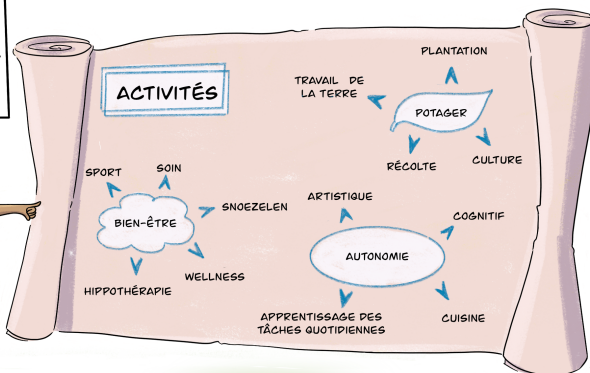 ACTIVITÉS
PLANTATION
TRAVAIL DE
LA TERRE
POTAGER
RÉCOLTE
CULTURE
SPORT
SOIN
SNOEZELEN
BIEN-ÊTRE
WELLNESS
HIPPOTHÉRAPIE
ARTISTIQUE
COGNITIF
AUTONOMIE
APPRENTISSAGE DES
TÂCHES QUOTIDIENNES
CUISINE